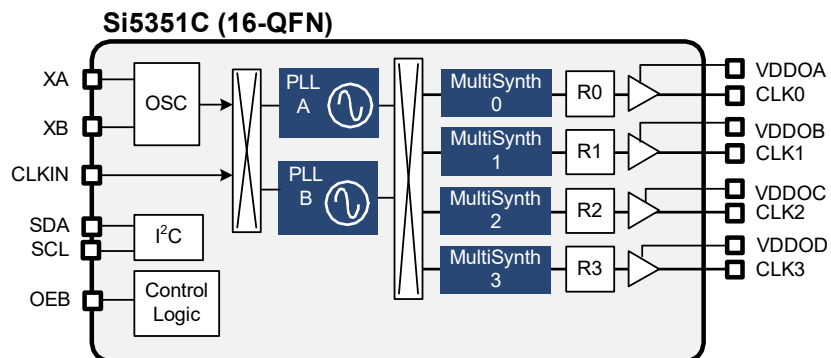 Si5351C (16-QFN)
XA
XB
CLKIN
SDA
SCL
OEB
OSC
I²C
Control
Logic
PLL
A
PLL
B
MultiSynth
0
MultiSynth
1
MultiSynth
2
MultiSynth
3
R0
R1
R2
R3
VDDOA
CLK0
VDDOB
CLK1
VDDOC
CLK2
VDDOD
CLK3